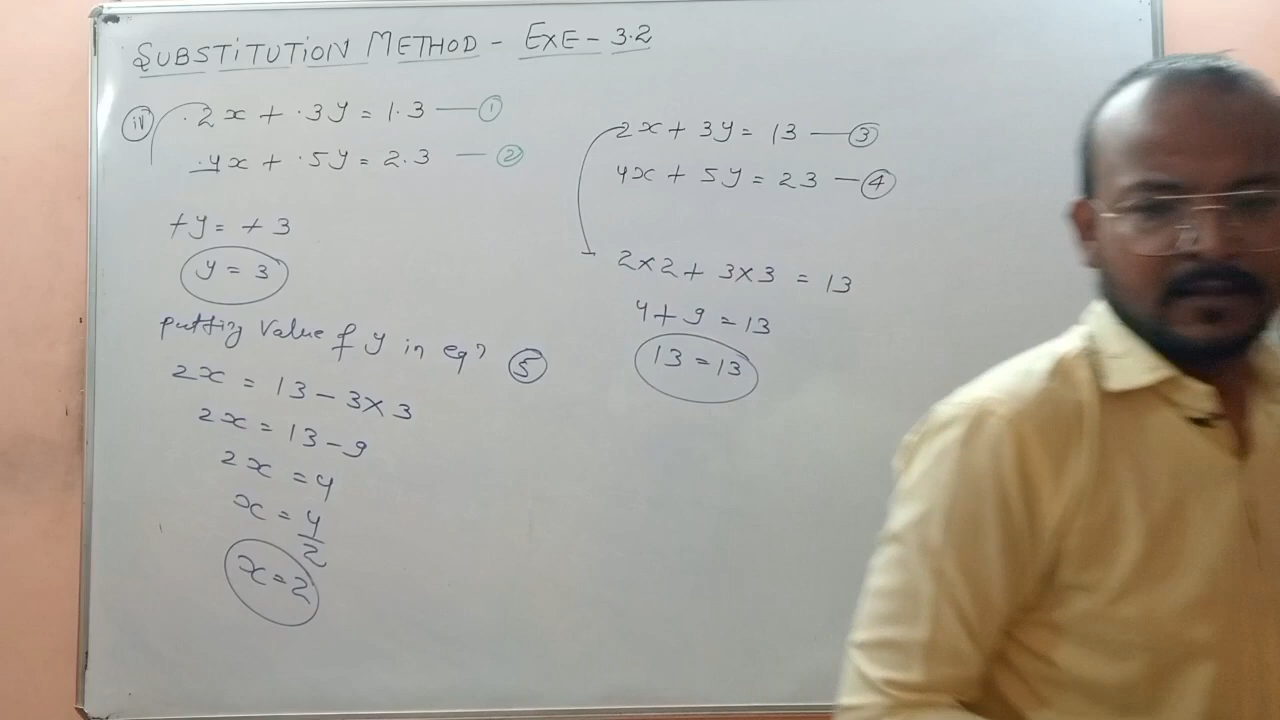 SUBSTITUTION METHOD - EXE - 3.2
iv) .2x + .3y = 1.3 — ①
.4x + .5y = 2.3 — ②
+y = +3
y = 3
putting value of y in eqn ⑤
2x = 13 - 3×3
2x = 13 - 9
2x = 4
x = 4/2
x = 2
2x + 3y = 13 — ③
4x + 5y = 23 — ④
2×2 + 3×3 = 13
4 + 9 = 13
13 = 13